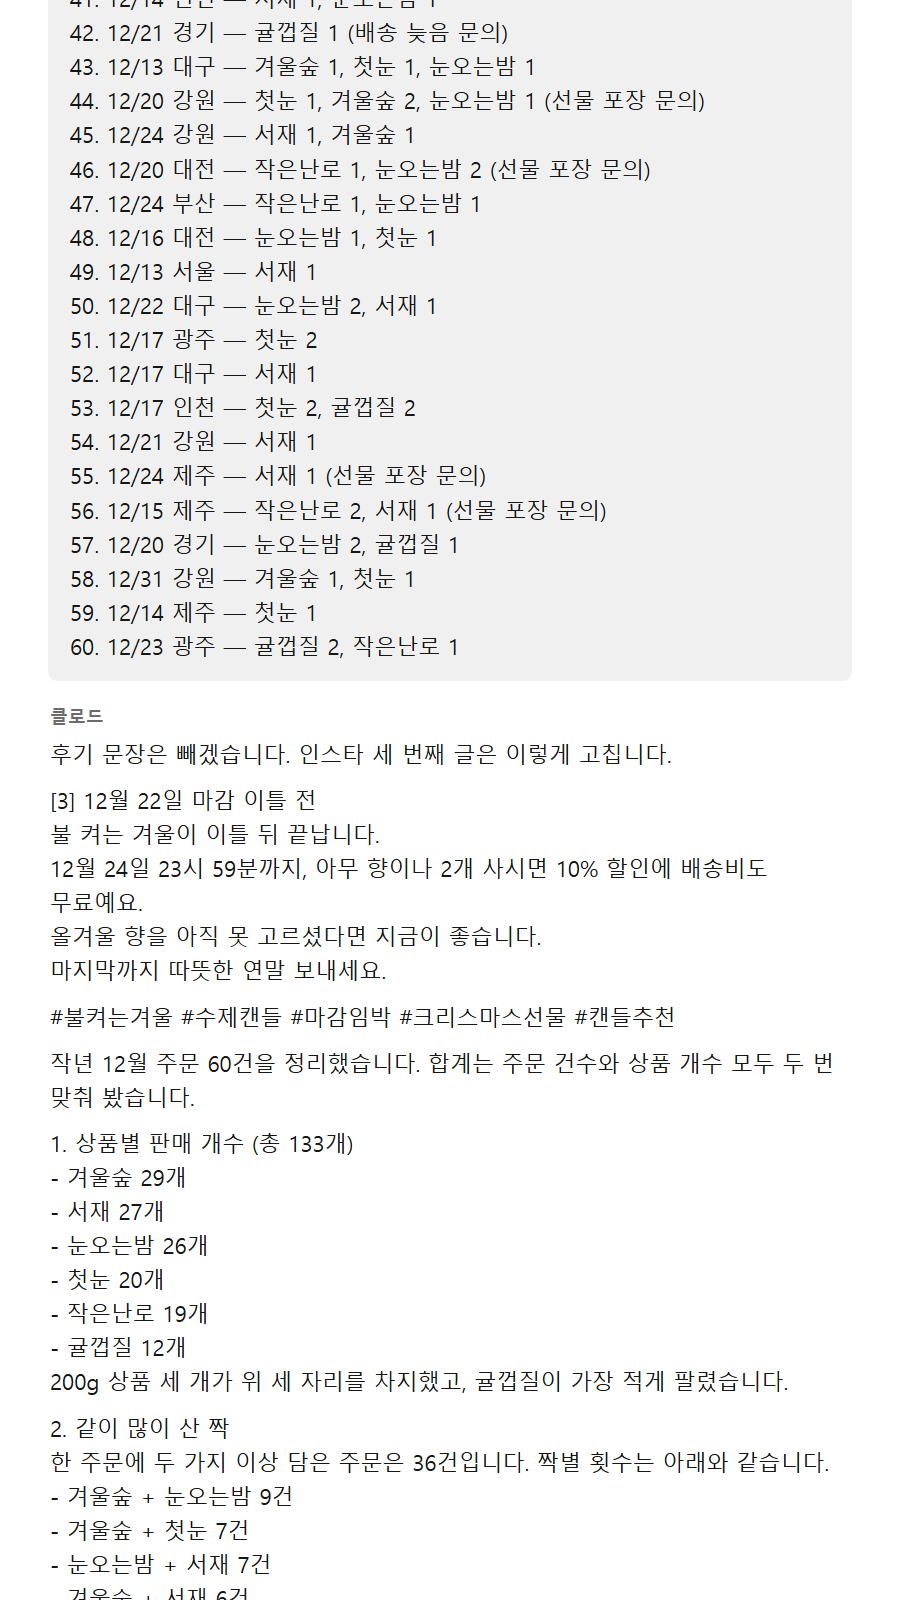 42. 12/21 경기 — 귤껍질 1 (배송 늦음 문의)
43. 12/13 대구 — 겨울숲 1, 첫눈 1, 눈오는밤 1
44. 12/20 강원 — 첫눈 1, 겨울숲 2, 눈오는밤 1 (선물 포장 문의)
45. 12/24 강원 — 서재 1, 겨울숲 1
46. 12/20 대전 — 작은난로 1, 눈오는밤 2 (선물 포장 문의)
47. 12/24 부산 — 작은난로 1, 눈오는밤 1
48. 12/16 대전 — 눈오는밤 1, 첫눈 1
49. 12/13 서울 — 서재 1
50. 12/22 대구 — 눈오는밤 2, 서재 1
51. 12/17 광주 — 첫눈 2
52. 12/17 대구 — 서재 1
53. 12/17 인천 — 첫눈 2, 귤껍질 2
54. 12/21 강원 — 서재 1
55. 12/24 제주 — 서재 1 (선물 포장 문의)
56. 12/15 제주 — 작은난로 2, 서재 1 (선물 포장 문의)
57. 12/20 경기 — 눈오는밤 2, 귤껍질 1
58. 12/31 강원 — 겨울숲 1, 첫눈 1
59. 12/14 제주 — 첫눈 1
60. 12/23 광주 — 귤껍질 2, 작은난로 1
클로드
후기 문장은 빼겠습니다. 인스타 세 번째 글은 이렇게 고칩니다.
[3] 12월 22일 마감 이틀 전
불 켜는 겨울이 이틀 뒤 끝납니다.
12월 24일 23시 59분까지, 아무 향이나 2개 사시면 10% 할인에 배송비도
무료예요.
올겨울 향을 아직 못 고르셨다면 지금이 좋습니다.
마지막까지 따뜻한 연말 보내세요.
#불켜는겨울 #수제캔들 #마감임박 #크리스마스선물 #캔들추천
작년 12월 주문 60건을 정리했습니다. 합계는 주문 건수와 상품 개수 모두 두 번
맞춰 봤습니다.
1. 상품별 판매 개수 (총 133개)
- 겨울숲 29개
- 서재 27개
- 눈오는밤 26개
- 첫눈 20개
- 작은난로 19개
- 귤껍질 12개
200g 상품 세 개가 위 세 자리를 차지했고, 귤껍질이 가장 적게 팔렸습니다.
2. 같이 많이 산 짝
한 주문에 두 가지 이상 담은 주문은 36건입니다. 짝별 횟수는 아래와 같습니다.
- 겨울숲 + 눈오는밤 9건
- 겨울숲 + 첫눈 7건
- 눈오는밤 + 서재 7건